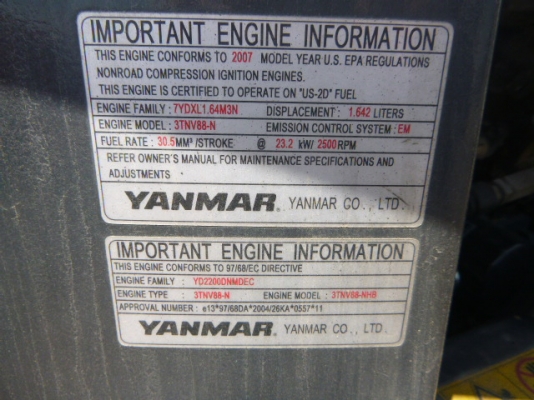 IMPORTANT ENGINE INFORMATION
THIS ENGINE CONFORMS TO 2007 MODEL YEAR U.S. EPA REGULATIONS
NONROAD COMPRESSION IGNITION ENGINES.
THIS ENGINE IS CERTIFIED TO OPERATE ON "US-2D" FUEL
ENGINE FAMILY : 7YDXL1.64M3N DISPLACEMENT : 1.642 LITERS
ENGINE MODEL : 3TNV88-N EMISSION CONTROL SYSTEM : EM
FUEL RATE : 30.5MM³/STROKE @ 23.2 kW/ 2500RPM
REFER OWNER'S MANUAL FOR MAINTENANCE SPECIFICATIONS AND
ADJUSTMENTS
YANMAR YANMAR CO., LTD.
IMPORTANT ENGINE INFORMATION
THIS ENGINE CONFORMS TO 97/68/EC DIRECTIVE
ENGINE FAMILY : YD2200DNMDEC
ENGINE TYPE : 3TNV88-N ENGINE MODEL : 3TNV88-NHB
APPROVAL NUMBER : e13*97/68DA*2004/26KA*0557*11
YANMAR YANMAR CO., LTD.